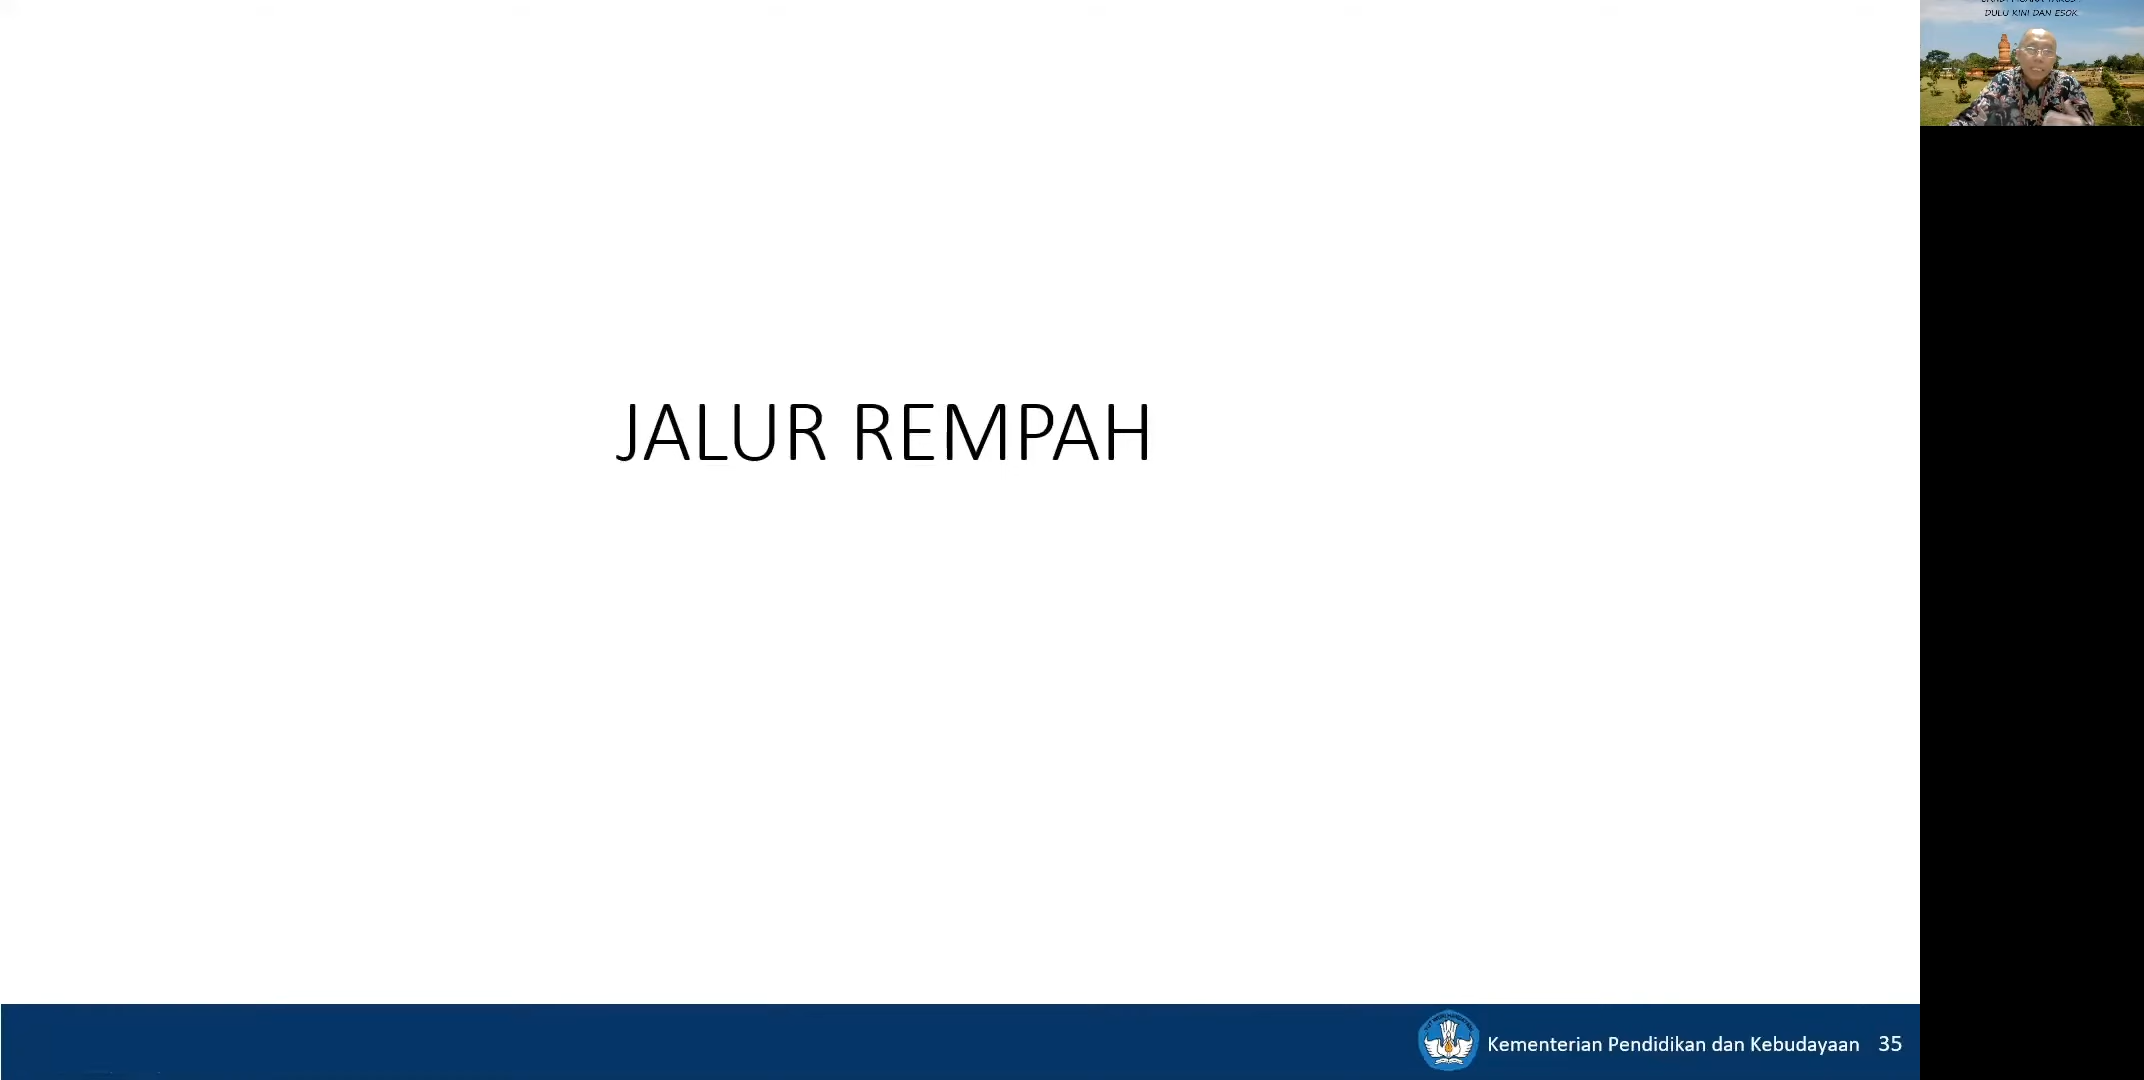 DULU KINI DAN ESOK
JALUR REMPAH
Kementerian Pendidikan dan Kebudayaan 35